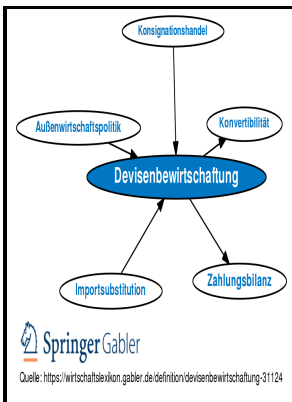 Konsignationshandel
Außenwirtschaftspolitik
Konvertibilität
Devisenbewirtschaftung
Importsubstitution
Zahlungsbilanz
Springer Gabler
Quelle: https://wirtschaftslexikon.gabler.de/definition/devisenbewirtschaftung-31124